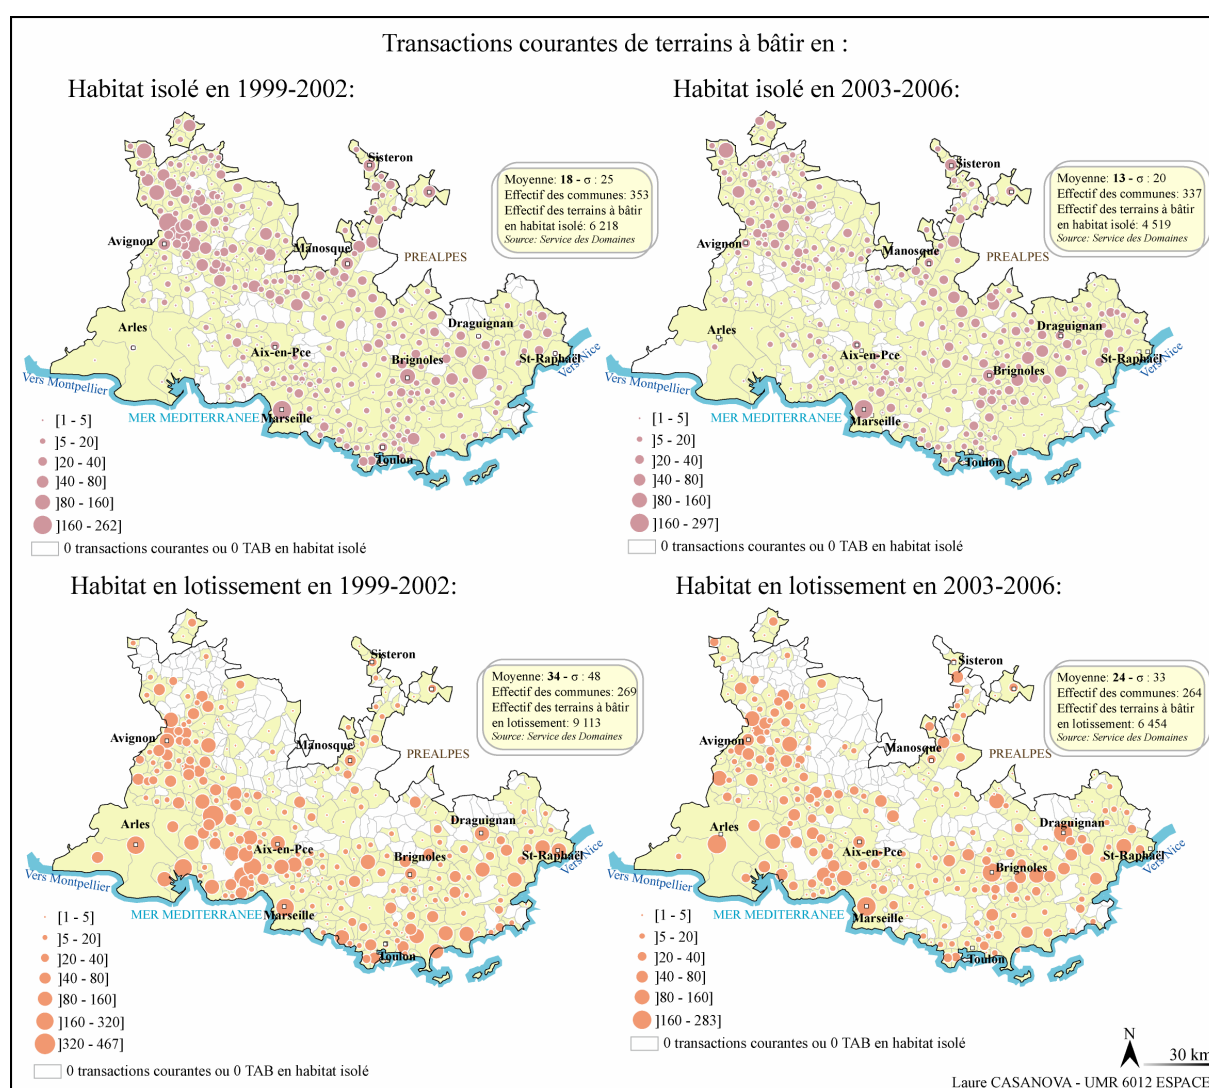 Transactions courantes de terrains à bâtir en :
Habitat isolé en 1999-2002:
Sisteron
Moyenne: 18 - σ : 25
Effectif des communes: 353
Effectif des terrains à bâtir
en habitat isolé: 6 218
Source: Service des Domaines
Avignon
Manosque
PREALPES
Arles
Draguignan
Aix-en-Pce
Brignoles
St-Raphaël
Vers Nice
Vers Montpellier
MER MEDITERRANEE
Marseille
Toulon
[1 - 5]
]5 - 20]
]20 - 40]
]40 - 80]
]80 - 160]
]160 - 262]
0 transactions courantes ou 0 TAB en habitat isolé
Habitat isolé en 2003-2006:
Sisteron
Moyenne: 13 - σ : 20
Effectif des communes: 337
Effectif des terrains à bâtir
en habitat isolé: 4 519
Source: Service des Domaines
Avignon
Manosque
PREALPES
Arles
Draguignan
Aix-en-Pce
Brignoles
St-Raphaël
Vers Nice
Vers Montpellier
MER MEDITERRANEE
Marseille
Toulon
[1 - 5]
]5 - 20]
]20 - 40]
]40 - 80]
]80 - 160]
]160 - 297]
0 transactions courantes ou 0 TAB en habitat isolé
Habitat en lotissement en 1999-2002:
Sisteron
Moyenne: 34 - σ : 48
Effectif des communes: 269
Effectif des terrains à bâtir
en lotissement: 9 113
Source: Service des Domaines
Avignon
Manosque
PREALPES
Arles
Draguignan
Aix-en-Pce
Brignoles
St-Raphaël
Vers Nice
Vers Montpellier
MER MEDITERRANEE
Marseille
Toulon
[1 - 5]
]5 - 20]
]20 - 40]
]40 - 80]
]80 - 160]
]160 - 320]
]320 - 467]
0 transactions courantes ou 0 TAB en habitat isolé
Habitat en lotissement en 2003-2006:
Sisteron
Moyenne: 24 - σ : 33
Effectif des communes: 264
Effectif des terrains à bâtir
en lotissement: 6 454
Source: Service des Domaines
Avignon
Manosque
PREALPES
Arles
Draguignan
Aix-en-Pce
Brignoles
St-Raphaël
Vers Nice
Vers Montpellier
MER MEDITERRANEE
Marseille
Toulon
[1 - 5]
]5 - 20]
]20 - 40]
]40 - 80]
]80 - 160]
]160 - 283]
0 transactions courantes ou 0 TAB en habitat isolé
N
30 km
Laure CASANOVA - UMR 6012 ESPACE